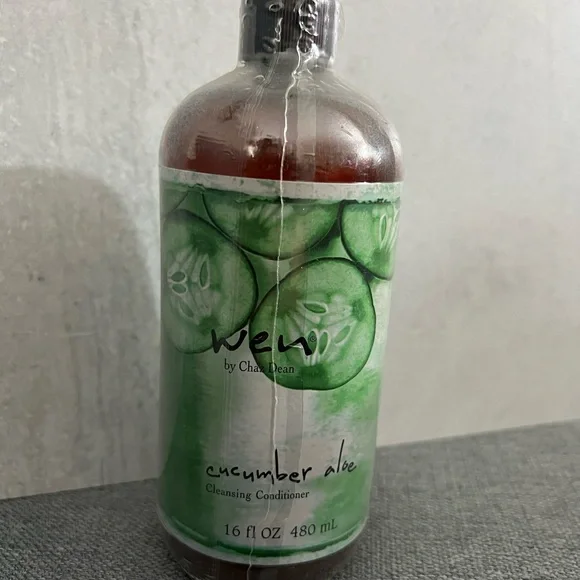 wen
by Chaz Dean
cucumber aloe
Cleansing Conditioner
16 fl OZ 480 mL